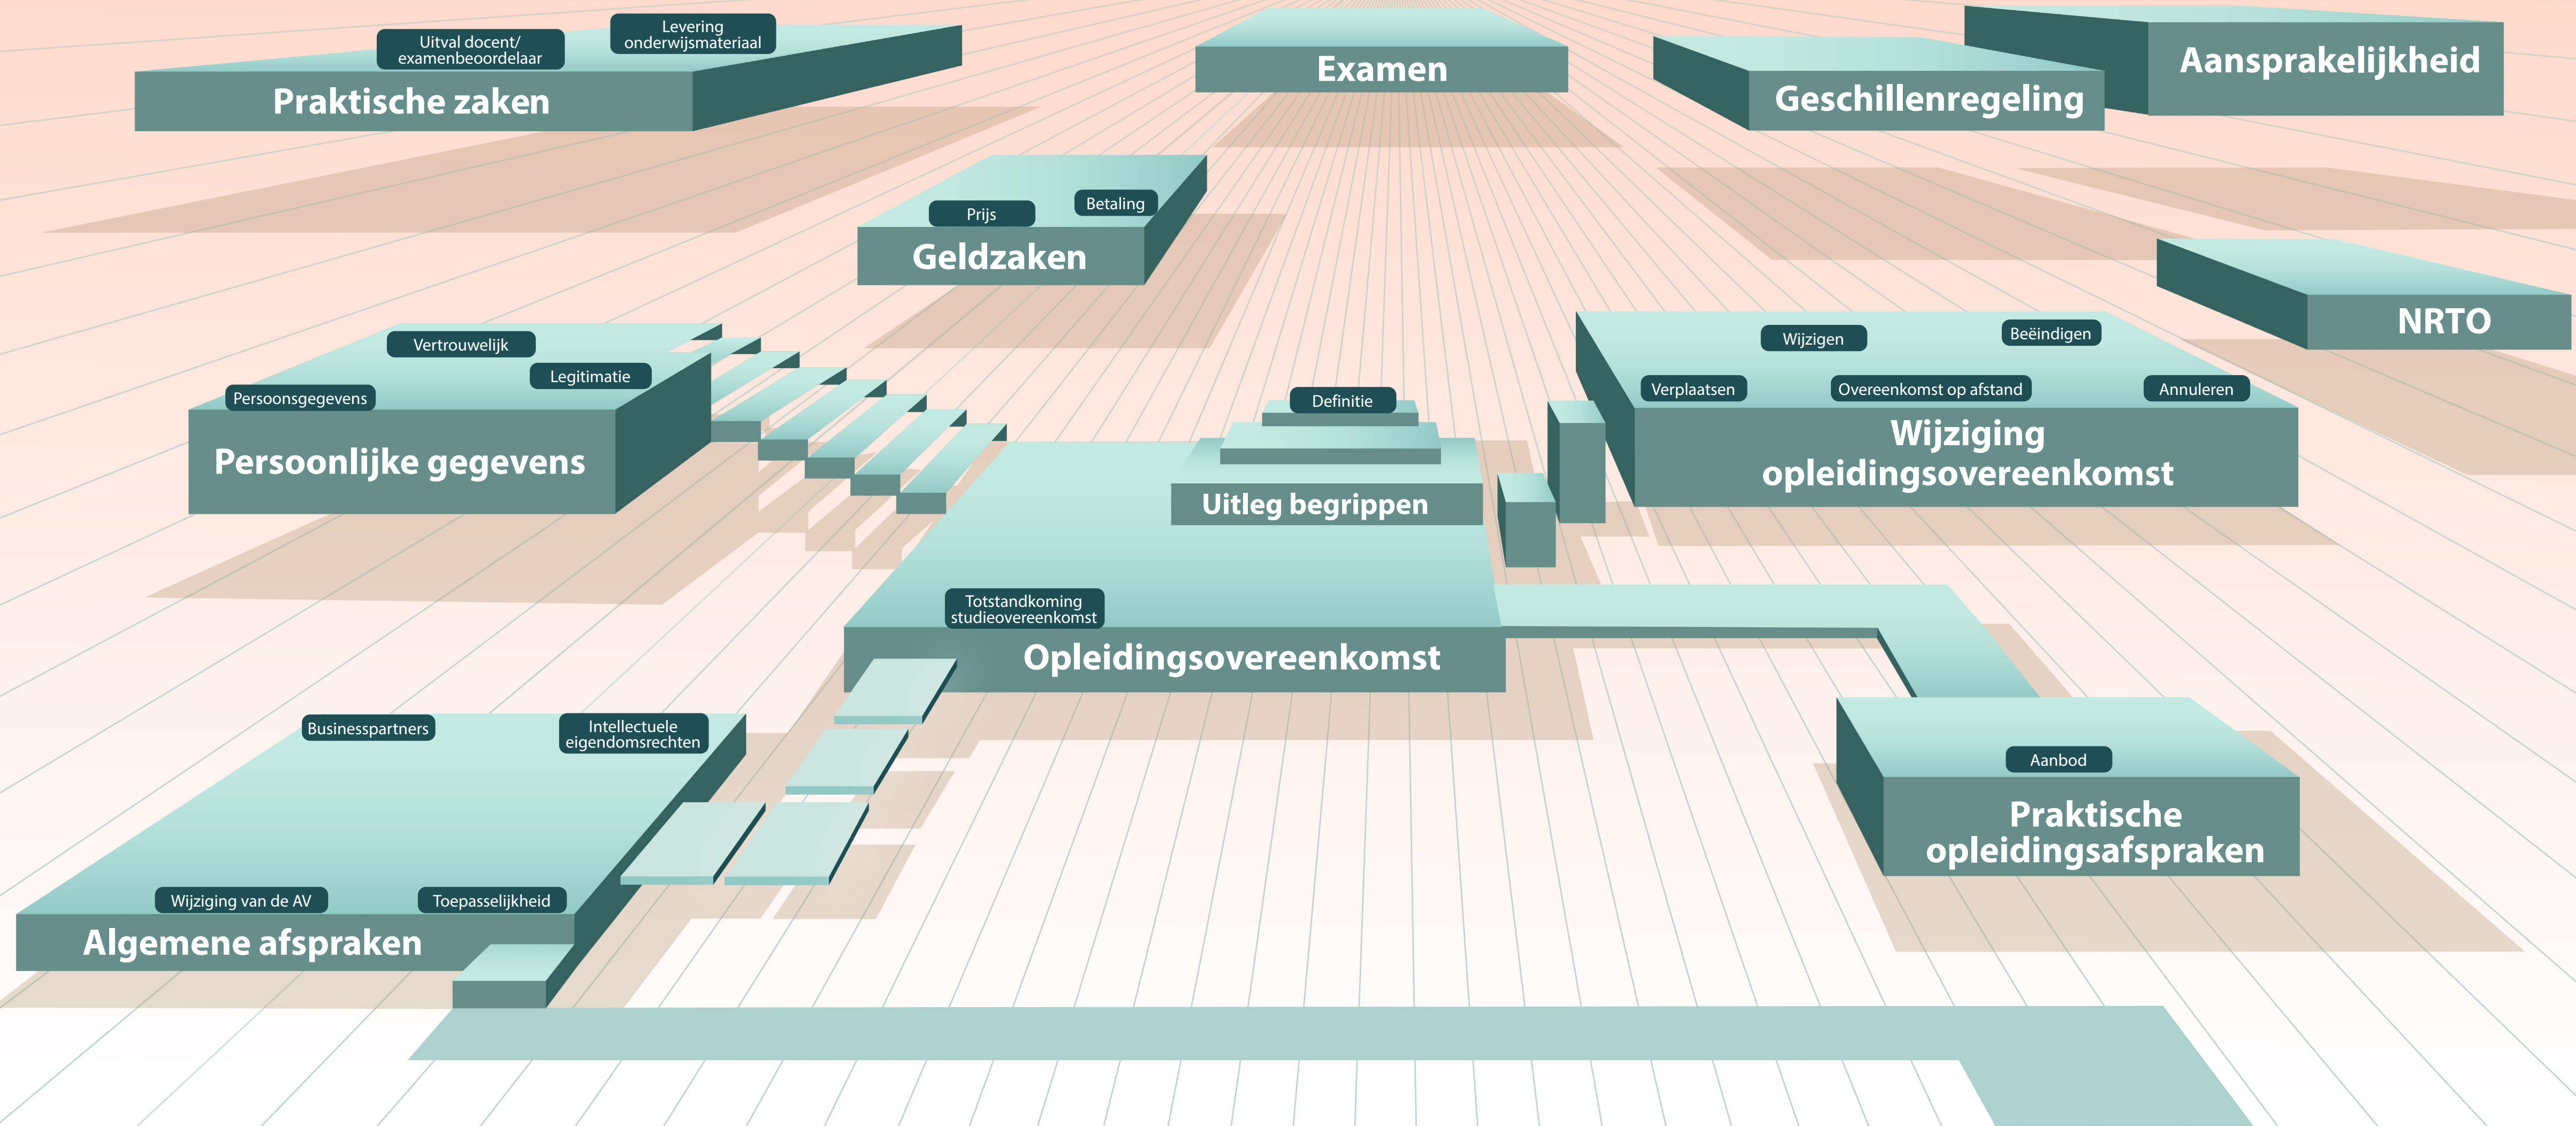 Levering
onderwijsmateriaal
Uitval docent/
examenbeoordelaar
Praktische zaken
Examen
Aansprakelijkheid
Geschillenregeling
Prijs
Betaling
Geldzaken
NRTO
Vertrouwelijk
Legitimatie
Persoonsgegevens
Persoonlijke gegevens
Definitie
Uitleg begrippen
Wijzigen
Beëindigen
Verplaatsen
Overeenkomst op afstand
Annuleren
Wijziging
opleidingsovereenkomst
Totstandkoming
studieovereenkomst
Opleidingsovereenkomst
Businesspartners
Intellectuele
eigendomsrechten
Wijziging van de AV
Toepasselijkheid
Algemene afspraken
Aanbod
Praktische
opleidingsafspraken